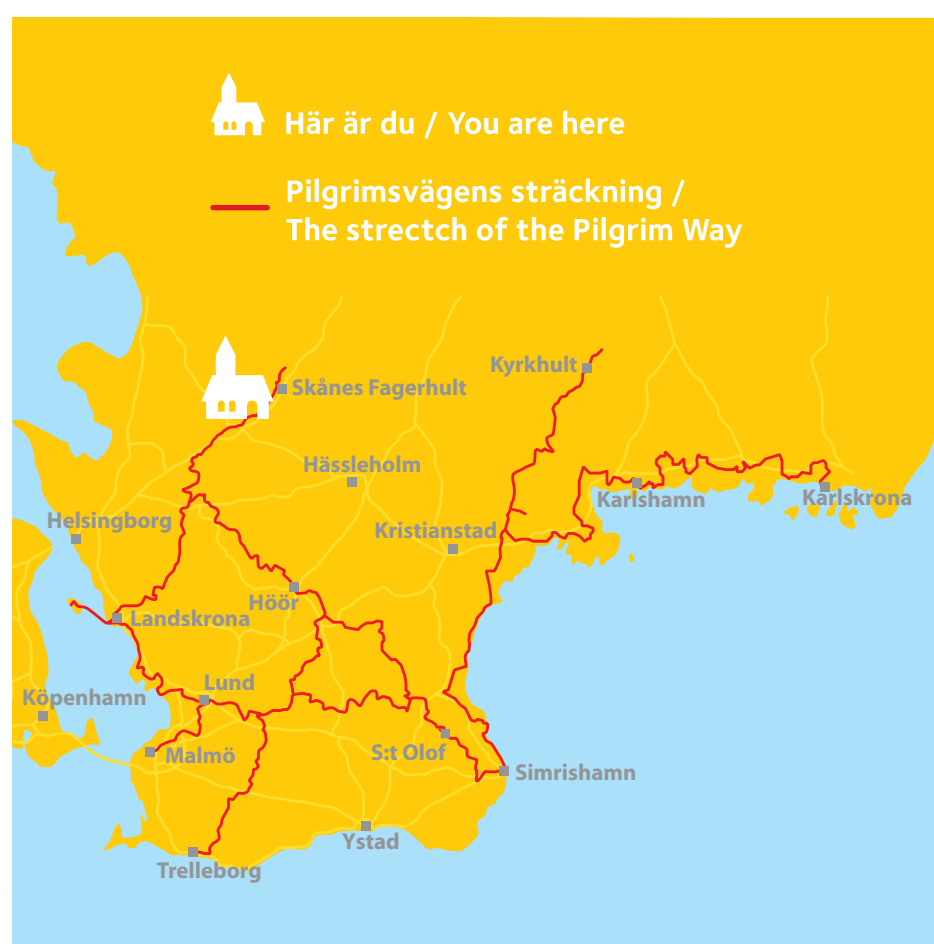 Här är du / You are here
Pilgrimsvägens sträckning /
The strectch of the Pilgrim Way
Kyrkhult
Skånes Fagerhult
Hässleholm
Karlshamn
Karlskrona
Helsingborg
Kristianstad
Höör
Landskrona
Lund
Köpenhamn
Malmö
S:t Olof
Simrishamn
Ystad
Trelleborg